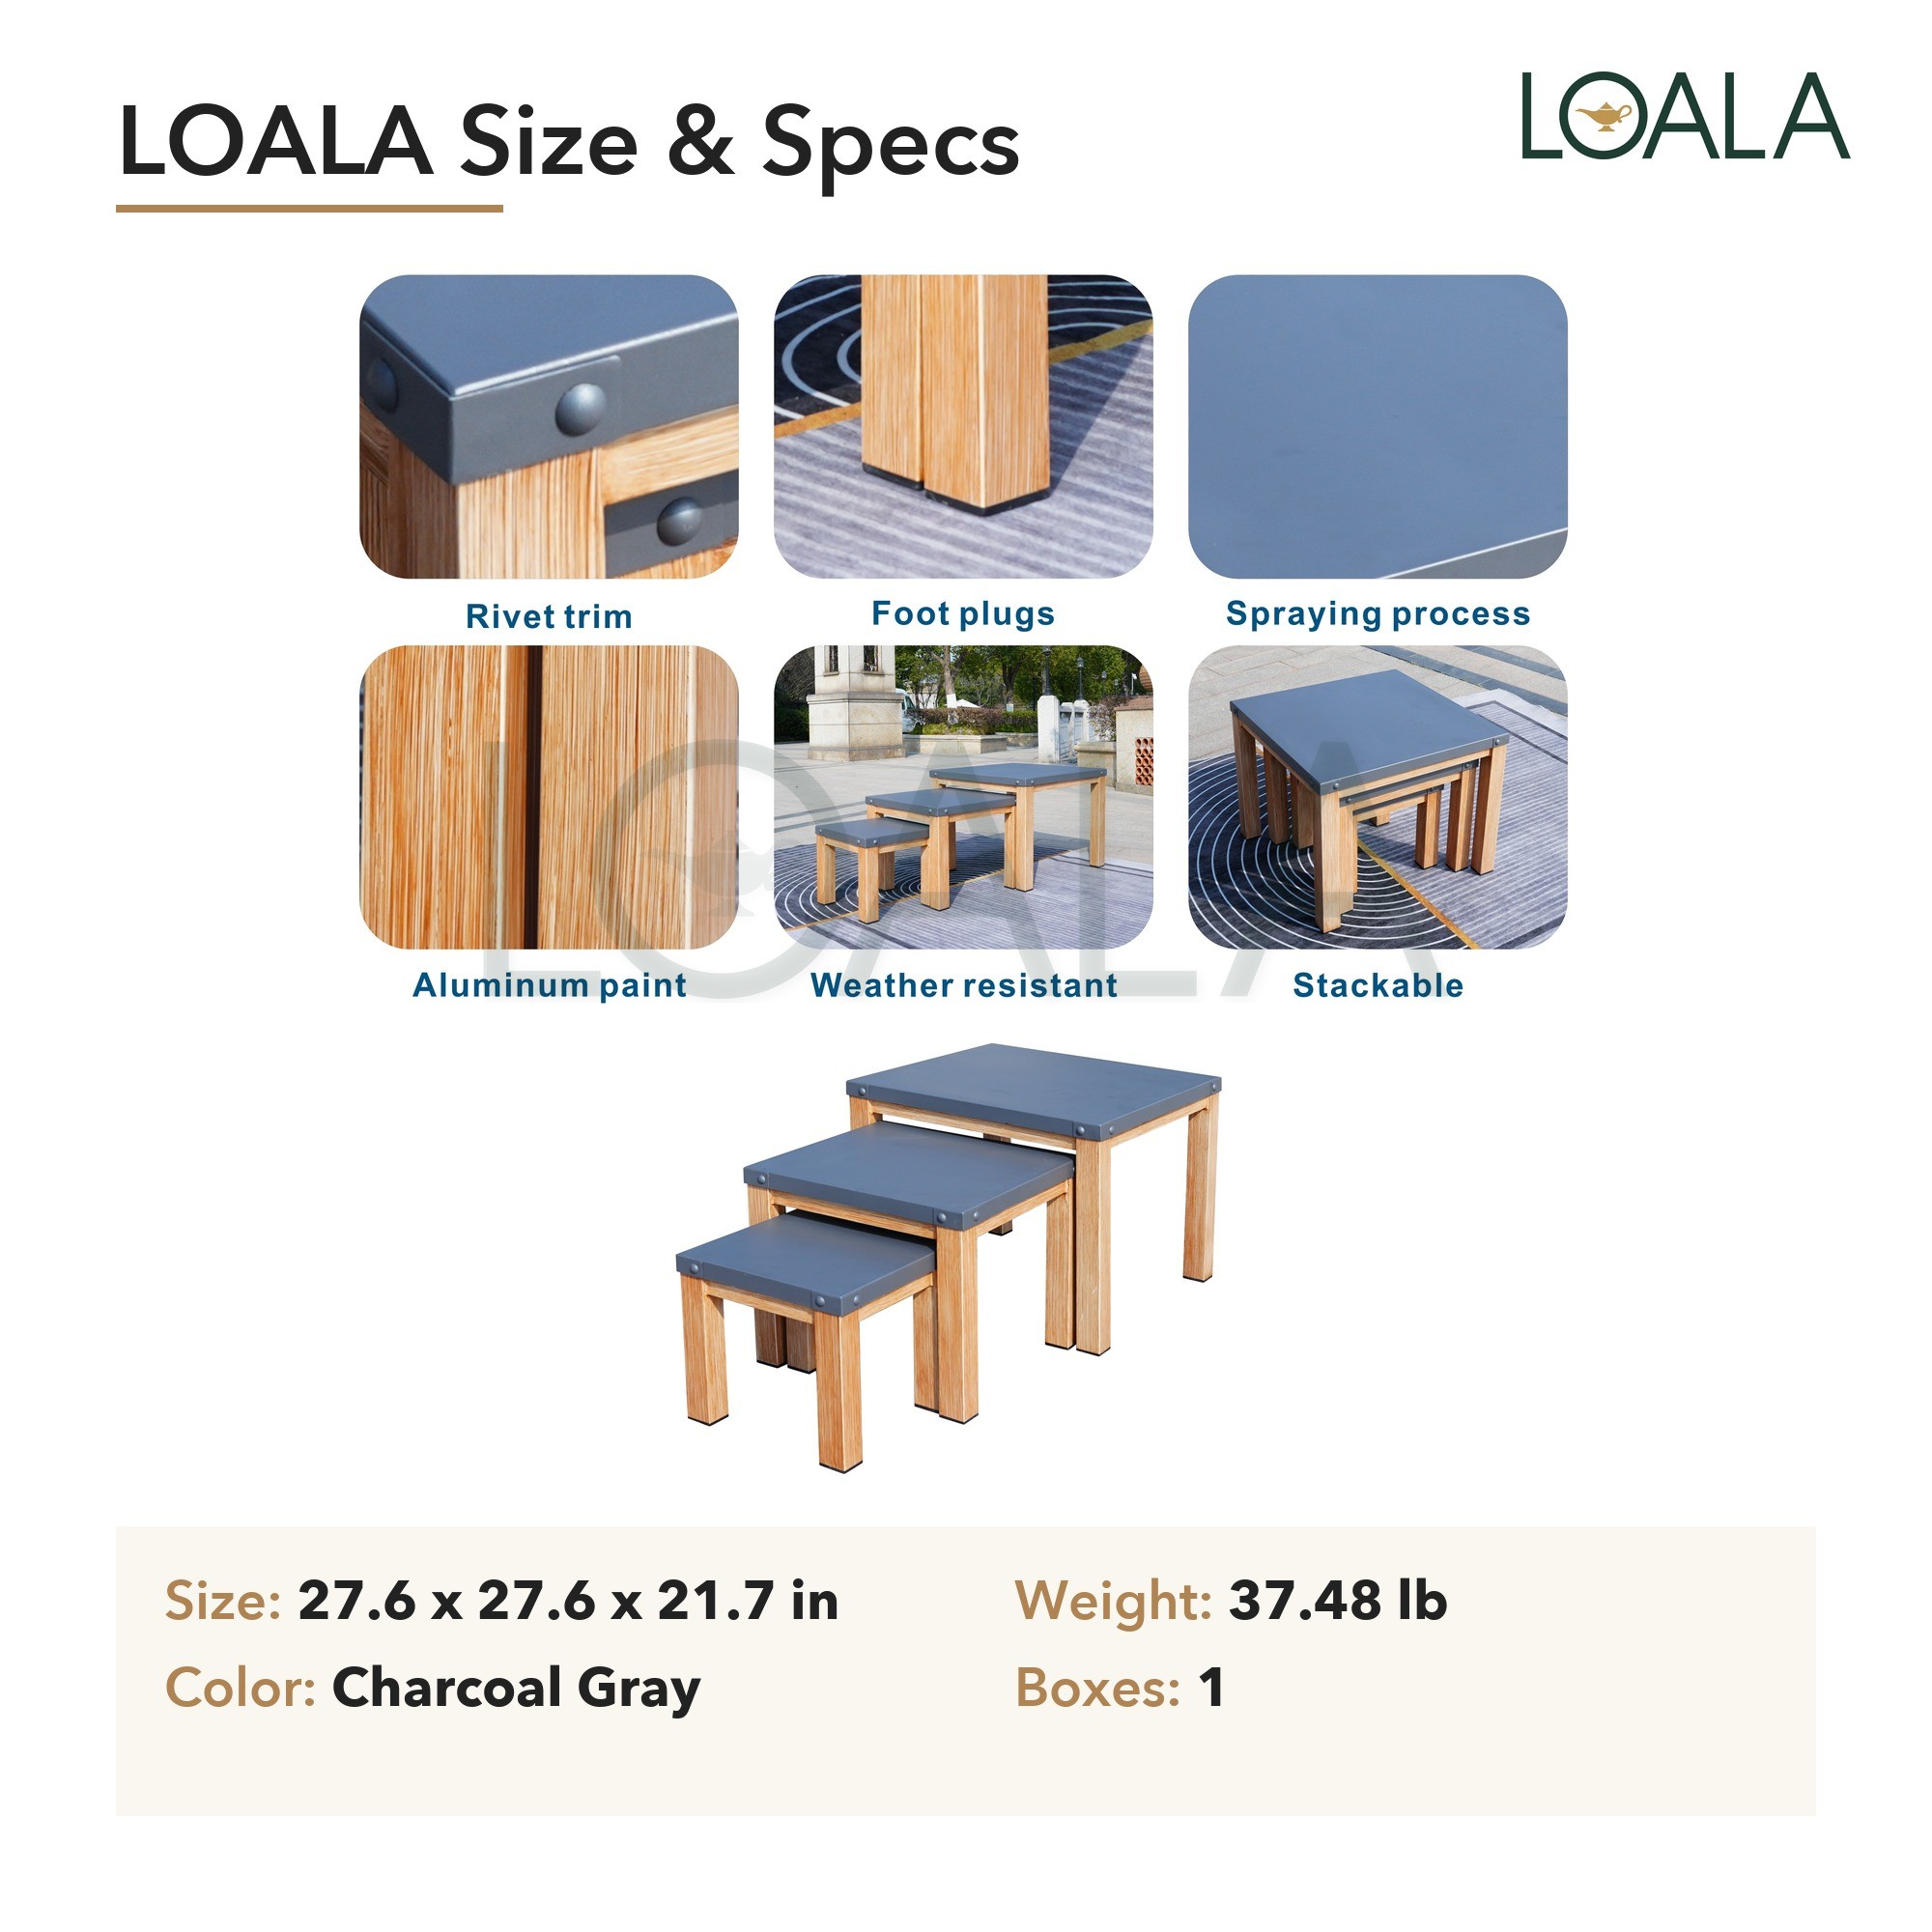 LOALA Size & Specs
LOALA
Rivet trim
Foot plugs
Spraying process
LOALA
Aluminum paint
Weather resistant
Stackable
Size: 27.6 x 27.6 x 21.7 in
Weight: 37.48 lb
Color: Charcoal Gray
Boxes: 1